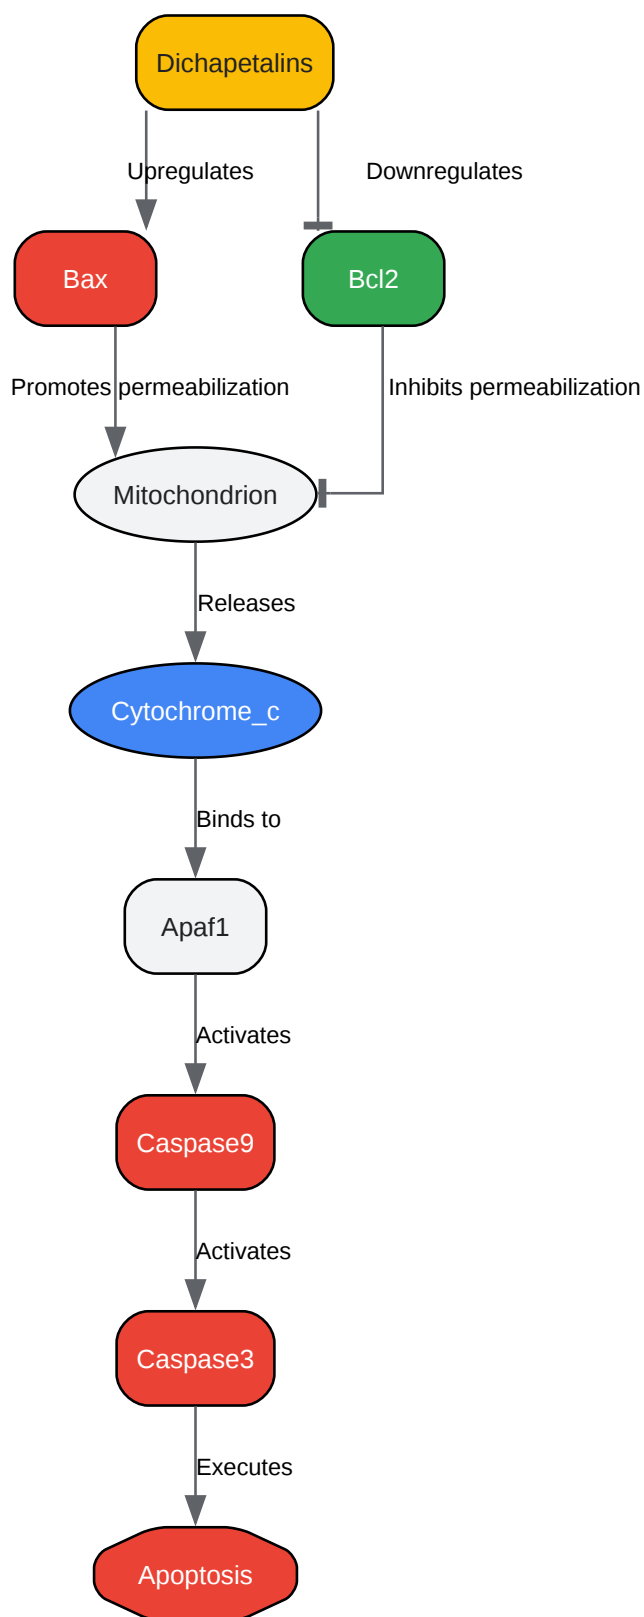 Dichapetalins
Upregulates
Downregulates
Bax
Bcl2
Promotes permeabilization
Inhibits permeabilization
Mitochondrion
Releases
Cytochrome_c
Binds to
Apaf1
Activates
Caspase9
Activates
Caspase3
Executes
Apoptosis